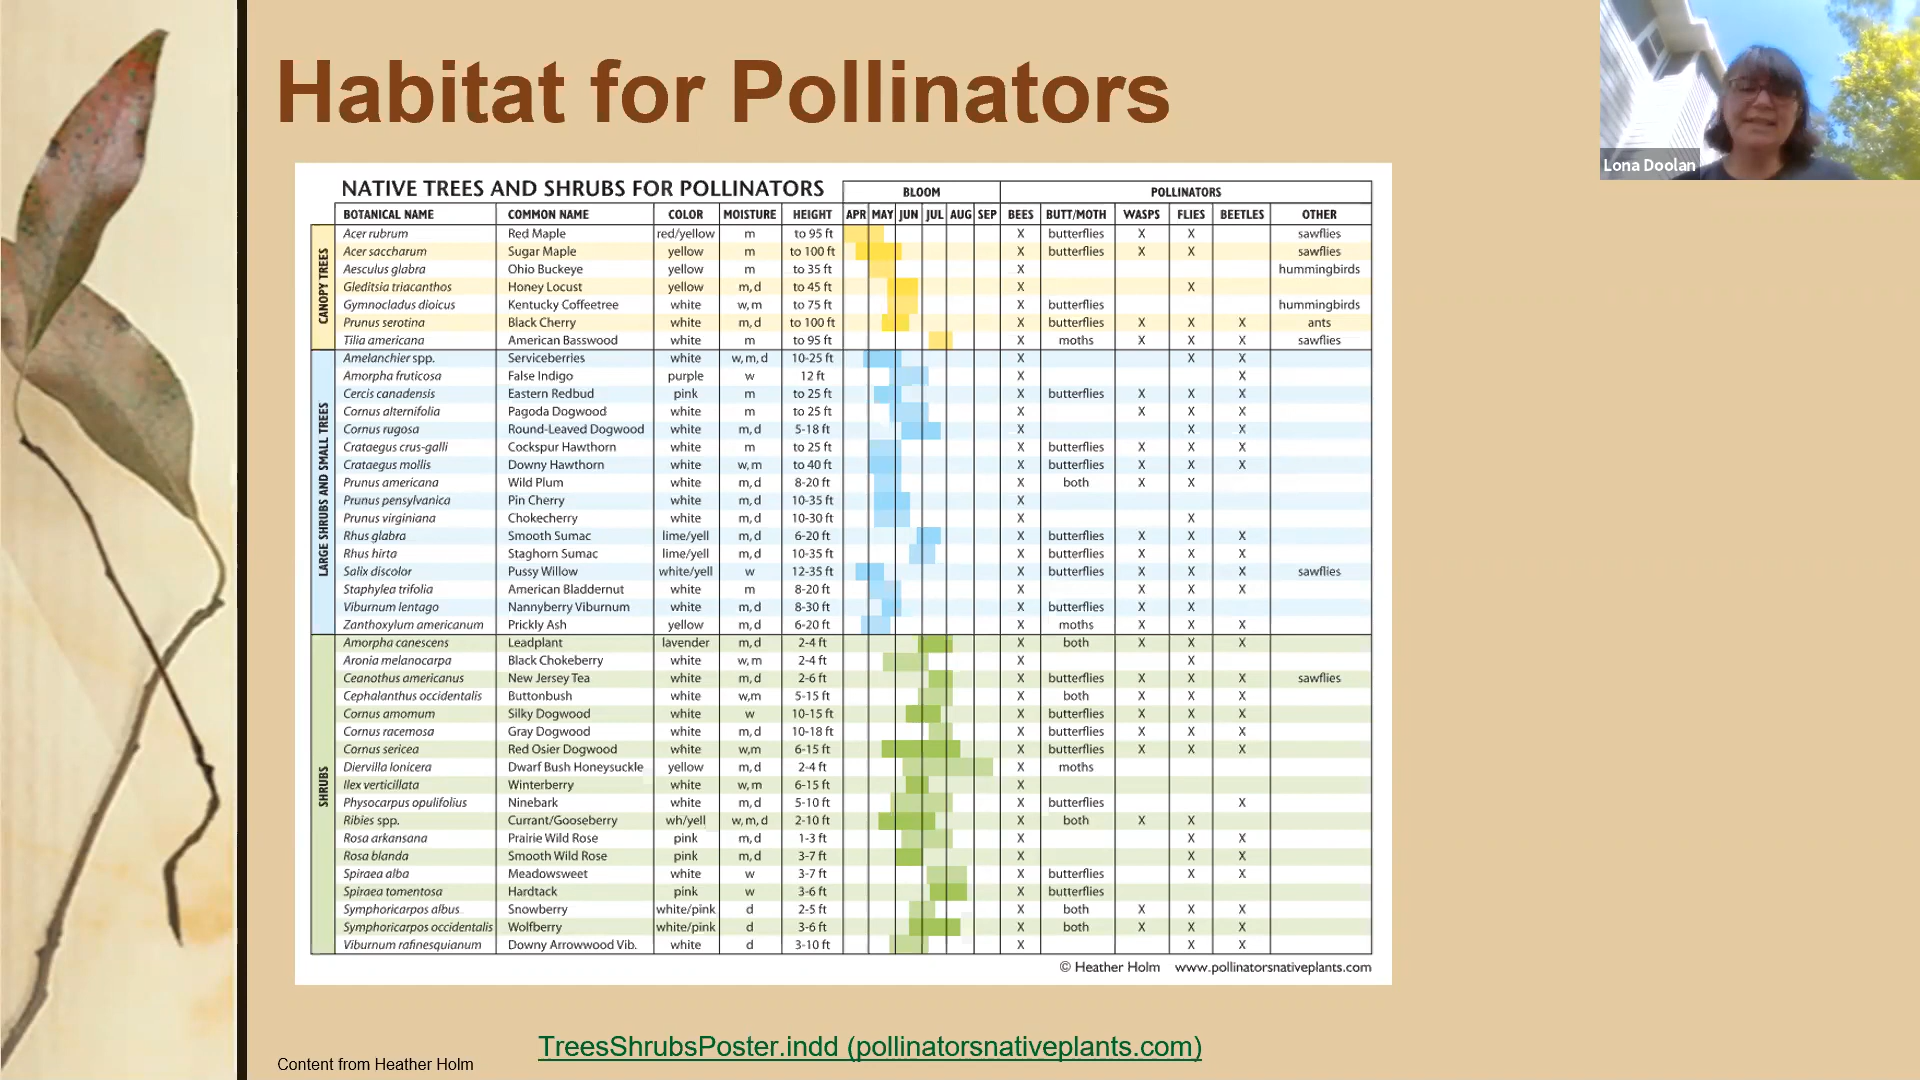 Habitat for Pollinators
Lona Doolan
NATIVE TREES AND SHRUBS FOR POLLINATORS BLOOM POLLINATORS
BOTANICAL NAME COMMON NAME COLOR MOISTURE HEIGHT APR MAY JUN JUL AUG SEP BEES BUTT/MOTH WASPS FLIES BEETLES OTHER
CANOPY TREES
Acer rubrum Red Maple red/yellow m to 95 ft X butterflies X X sawflies
Acer saccharum Sugar Maple yellow m to 100 ft X butterflies X X sawflies
Aesculus glabra Ohio Buckeye yellow m to 35 ft X hummingbirds
Gleditsia triacanthos Honey Locust yellow m, d to 45 ft X X
Gymnocladus dioicus Kentucky Coffeetree white w, m to 75 ft X butterflies hummingbirds
Prunus serotina Black Cherry white m, d to 100 ft X butterflies X X X ants
Tilia americana American Basswood white m to 95 ft X moths X X X sawflies
LARGE SHRUBS AND SMALL TREES
Amelanchier spp. Serviceberries white w, m, d 10-25 ft X X X
Amorpha fruticosa False Indigo purple w 12 ft X X
Cercis canadensis Eastern Redbud pink m to 25 ft X butterflies X X X
Cornus alternifolia Pagoda Dogwood white m to 25 ft X X X X
Cornus rugosa Round-Leaved Dogwood white m, d 5-18 ft X X X
Crataegus crus-galli Cockspur Hawthorn white m to 25 ft X butterflies X X X
Crataegus mollis Downy Hawthorn white w, m to 40 ft X butterflies X X X
Prunus americana Wild Plum white m, d 8-20 ft X both X X
Prunus pensylvanica Pin Cherry white m, d 10-35 ft X
Prunus virginiana Chokecherry white m, d 10-30 ft X X
Rhus glabra Smooth Sumac lime/yell m, d 6-20 ft X butterflies X X X
Rhus hirta Staghorn Sumac lime/yell m, d 10-35 ft X butterflies X X X
Salix discolor Pussy Willow white/yell w 12-35 ft X butterflies X X X sawflies
Staphylea trifolia American Bladdernut white m 8-20 ft X X X X
Viburnum lentago Nannyberry Viburnum white m, d 8-30 ft X butterflies X X
Zanthoxylum americanum Prickly Ash yellow m, d 6-20 ft X moths X X X
SHRUBS
Amorpha canescens Leadplant lavender m, d 2-4 ft X both X X X
Aronia melanocarpa Black Chokeberry white w, m 2-4 ft X X
Ceanothus americanus New Jersey Tea white m, d 2-6 ft X butterflies X X X sawflies
Cephalanthus occidentalis Buttonbush white w,m 5-15 ft X both X X X
Cornus amomum Silky Dogwood white w 10-15 ft X butterflies X X X
Cornus racemosa Gray Dogwood white m, d 10-18 ft X butterflies X X X
Cornus sericea Red Osier Dogwood white w,m 6-15 ft X butterflies X X X
Diervilla lonicera Dwarf Bush Honeysuckle yellow m, d 2-4 ft X moths
Ilex verticillata Winterberry white w, m 6-15 ft X
Physocarpus opulifolius Ninebark white m, d 5-10 ft X butterflies X
Ribies spp. Currant/Gooseberry wh/yell w, m, d 2-10 ft X both X X
Rosa arkansana Prairie Wild Rose pink m, d 1-3 ft X X X
Rosa blanda Smooth Wild Rose pink m, d 3-7 ft X X X
Spiraea alba Meadowsweet white w 3-7 ft X butterflies X X
Spiraea tomentosa Hardtack pink w 3-6 ft X butterflies
Symphoricarpos albus Snowberry white/pink d 2-5 ft X both X X X
Symphoricarpos occidentalis Wolfberry white/pink d 3-6 ft X both X X X
Viburnum rafinesquianum Downy Arrowwood Vib. white d 3-10 ft X X X
© Heather Holm www.pollinatorsnativeplants.com
TreesShrubsPoster.indd (pollinatorsnativeplants.com)
Content from Heather Holm